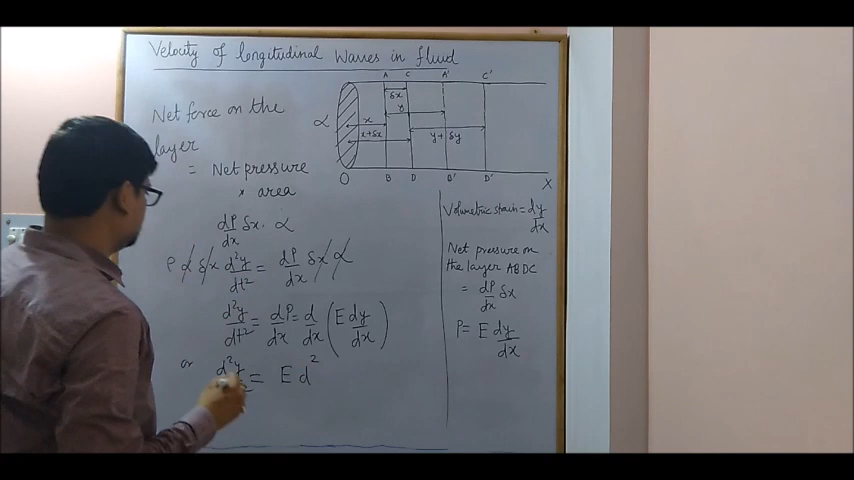 Velocity of longitudinal Waves in fluid
Net force on the
layer
= Net pressure
× area
dP/dx δx. α
ρ α δx d²y/dt² = dP/dx δx α
d²y/dt² = dP/dx = d/dx (E dy/dx)
or d²y = E d²
A C A' C'
δx
y
α
x
x+δx
y+δy
O B D B' D' X
Volumetric strain = dy/dx
Net pressure on
the layer ABDC
= dP/dx δx
P= E dy/dx